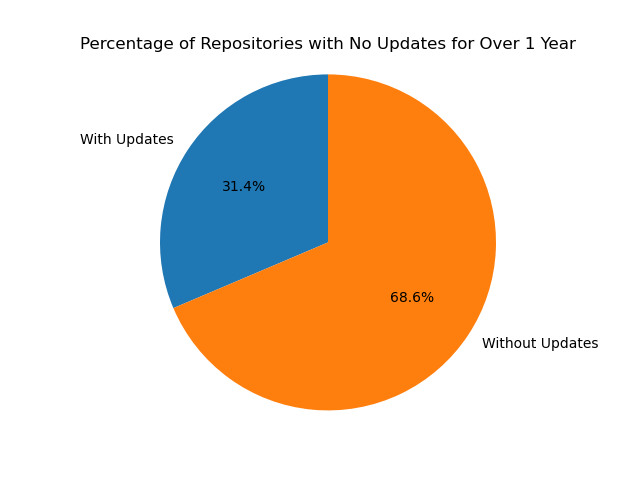 Percentage of Repositories with No Updates for Over 1 Year
With Updates
31.4%
68.6%
Without Updates